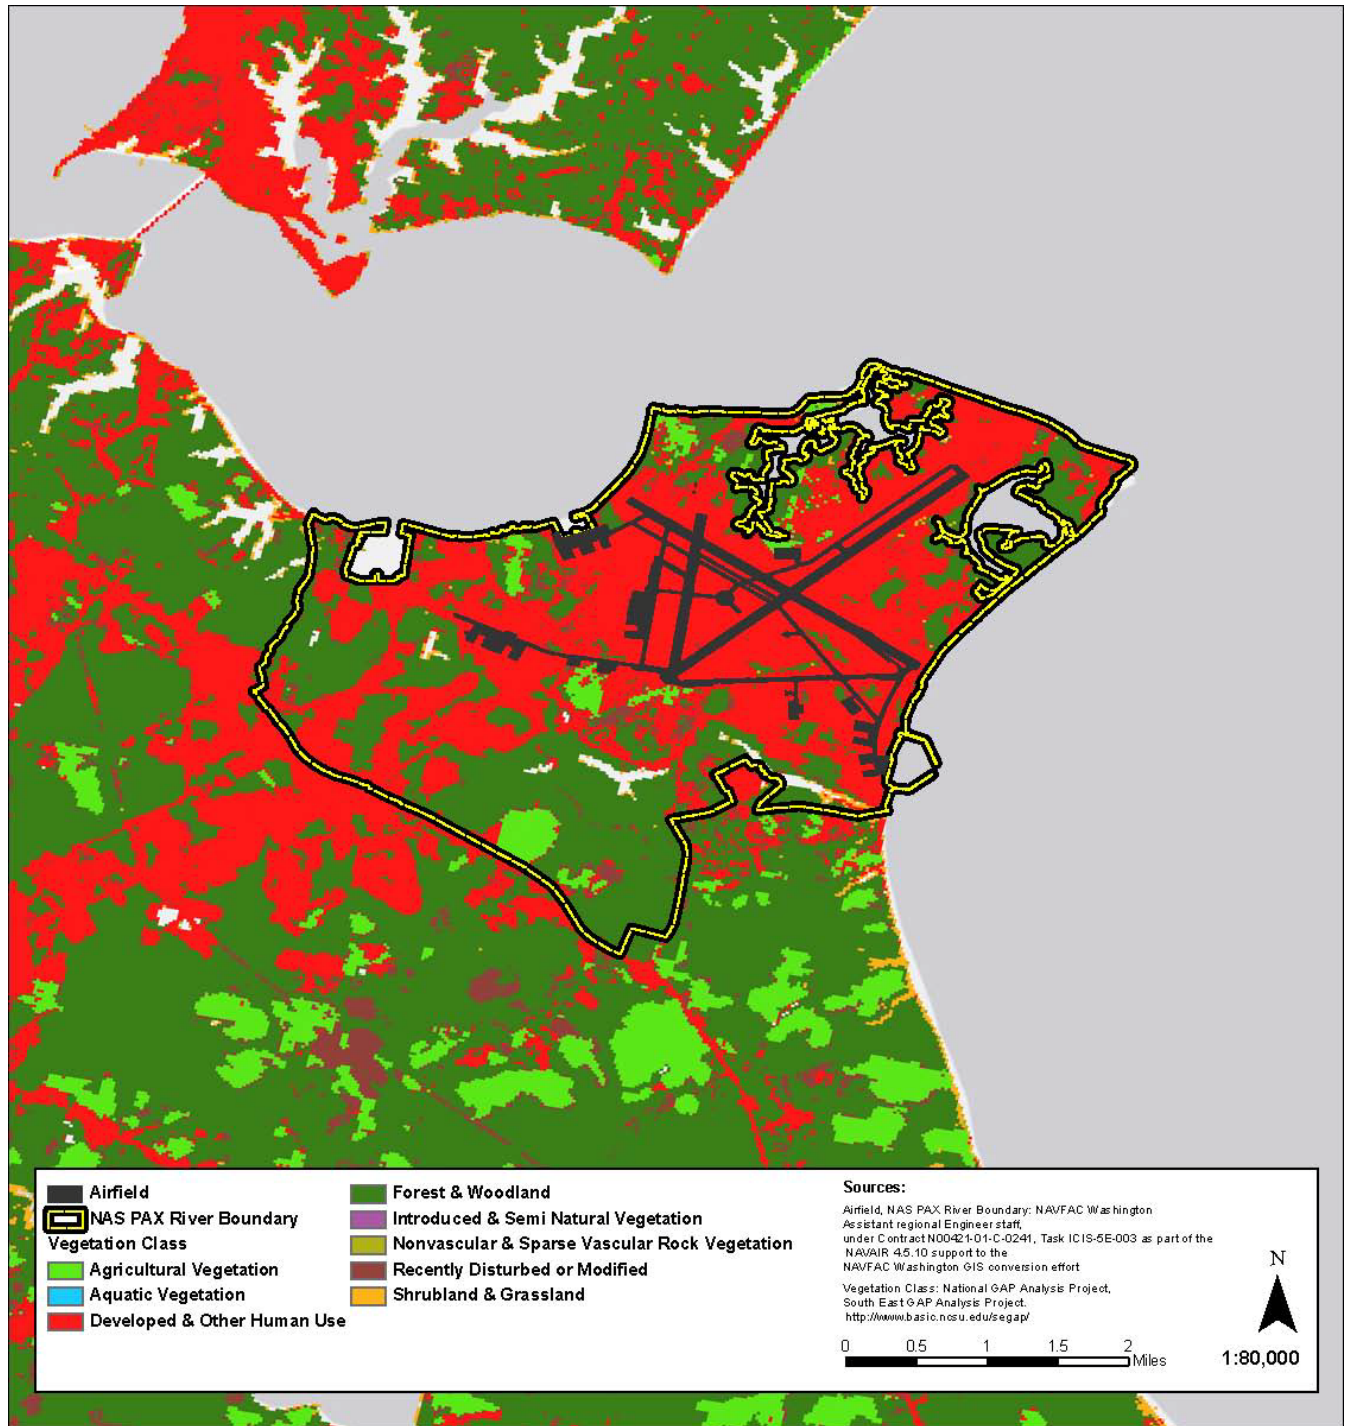 Airfield
NAS PAX River Boundary
Vegetation Class
Agricultural Vegetation
Aquatic Vegetation
Developed & Other Human Use
Forest & Woodland
Introduced & Semi Natural Vegetation
Nonvascular & Sparse Vascular Rock Vegetation
Recently Disturbed or Modified
Shrubland & Grassland
Sources:
Airfield, NAS PAX River Boundary: NAVFAC Washington
Assistant regional Engineer staff,
under Contract N00421-01-C-0241, Task ICIS-5E-003 as part of the
NAVAIR 4.5.10 support to the
NAVFAC Washington GIS conversion effort
Vegetation Class: National GAP Analysis Project,
South East GAP Analysis Project.
http://www.basic.ncsu.edu/segap/
0 0.5 1 1.5 2
Miles
N
1:80,000